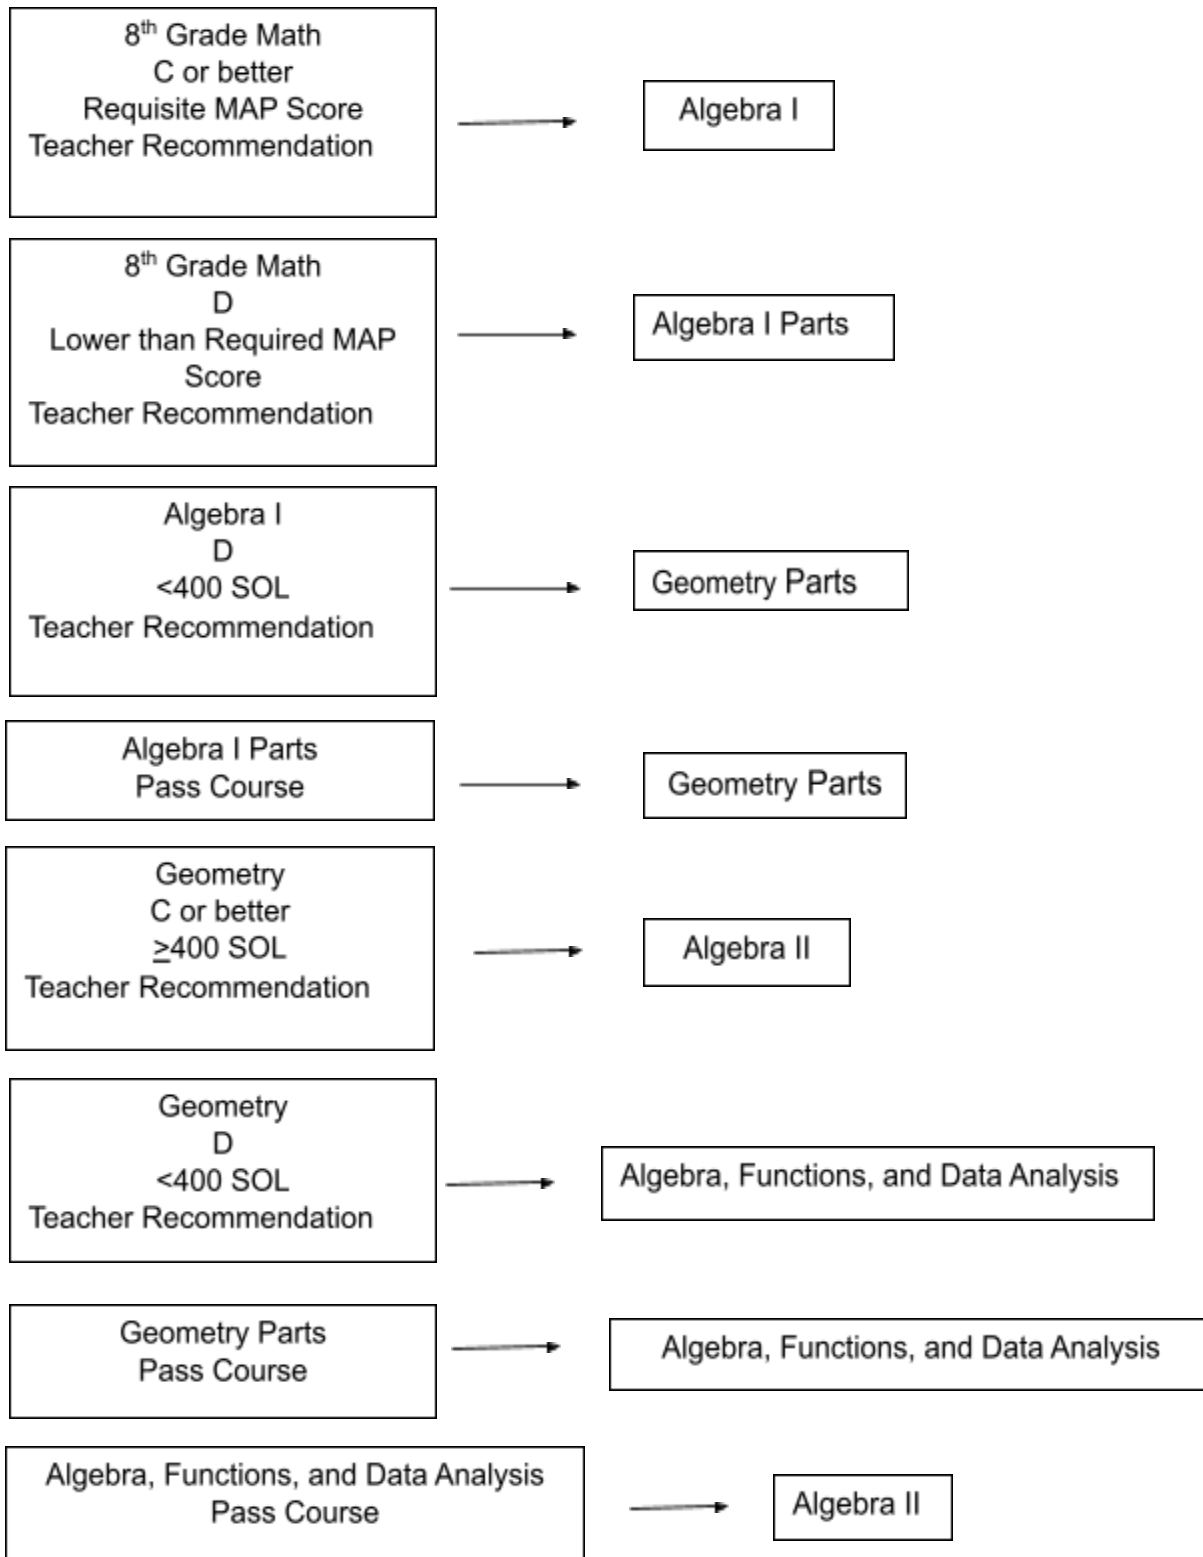 8th Grade Math
C or better
Requisite MAP Score
Teacher Recommendation
Algebra I
8th Grade Math
D
Lower than Required MAP
Score
Teacher Recommendation
Algebra I Parts
Algebra I
D
<400 SOL
Teacher Recommendation
Geometry Parts
Algebra I Parts
Pass Course
Geometry Parts
Geometry
C or better
≥400 SOL
Teacher Recommendation
Algebra II
Geometry
D
<400 SOL
Teacher Recommendation
Algebra, Functions, and Data Analysis
Geometry Parts
Pass Course
Algebra, Functions, and Data Analysis
Algebra, Functions, and Data Analysis
Pass Course
Algebra II